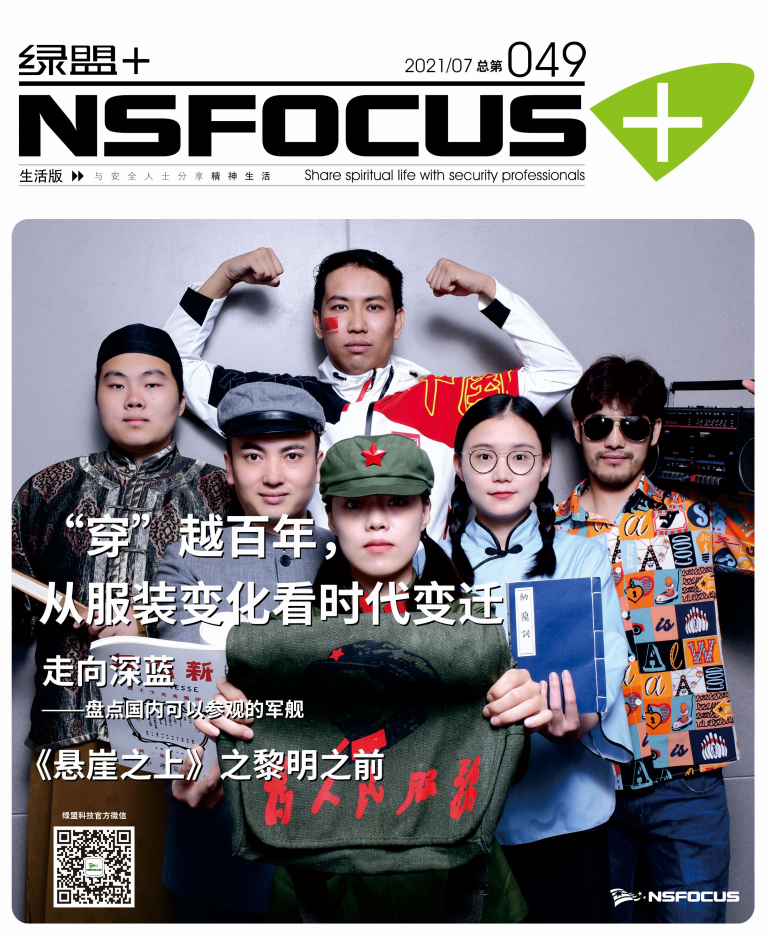 绿盟+
2021/07 总第 049
NSFOCUS+
生活版
与安全人士分享精神生活
Share spiritual life with security professionals
“穿”越百年，
从服装变化看时代变迁
走向深蓝
——盘点国内可以参观的军舰
《悬崖之上》之黎明之前
新
納蘭詞
为人民服務
绿盟科技官方微信
NSFOCUS